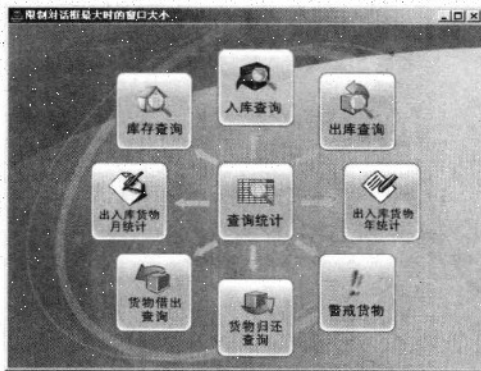 限制对话框最大时的窗口大小
入库查询
库存查询
出库查询
出入库货物
月统计
查询统计
出入库货物
年统计
货物借出
查询
货物归还
查询
警戒货物